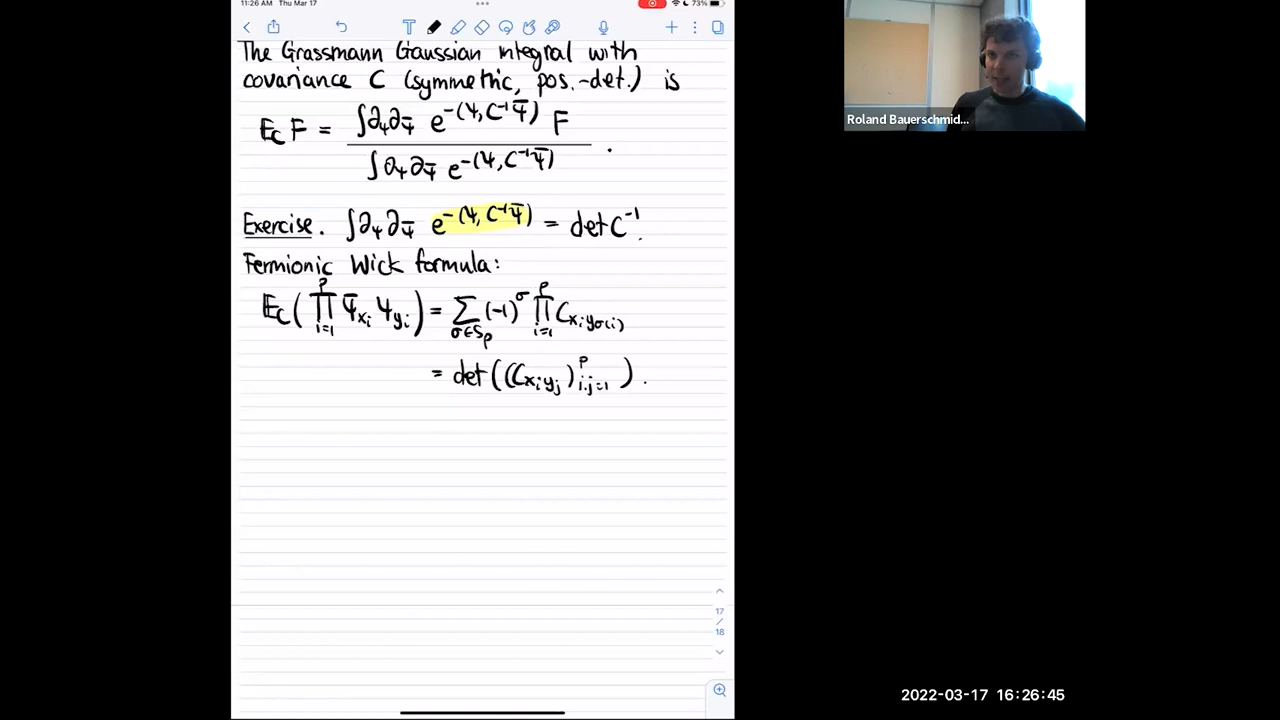 11:26 AM Thu Mar 17
73%
The Grassmann Gaussian integral with
covariance C (symmetric, pos.-det.) is
E_C F = ∫∂_ψ ∂_ψ̄ e^{-(ψ, C^{-1}ψ̄)} F / ∫∂_ψ ∂_ψ̄ e^{-(ψ, C^{-1}ψ̄)} .
Exercise. ∫∂_ψ ∂_ψ̄ e^{-(ψ, C^{-1}ψ̄)} = det C^{-1}.
Fermionic Wick formula:
E_C( ∏_{i=1}^{p} ψ̄_{x_i} ψ_{y_i} ) = ∑_{σ∈S_p} (-1)^σ ∏_{i=1}^{p} C_{x_i y_{σ(i)}}
= det( (C_{x_i y_j})_{i,j=1}^{p} ) .
17
/
18
Roland Bauerschmid...
2022-03-17 16:26:45